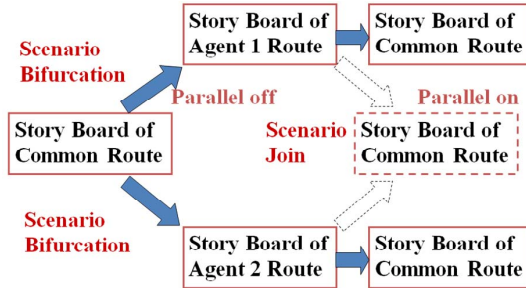 Scenario
Bifurcation
Story Board of
Agent 1 Route
Story Board of
Common Route
Parallel off
Parallel on
Story Board of
Common Route
Scenario
Join
Story Board of
Common Route
Scenario
Bifurcation
Story Board of
Agent 2 Route
Story Board of
Common Route